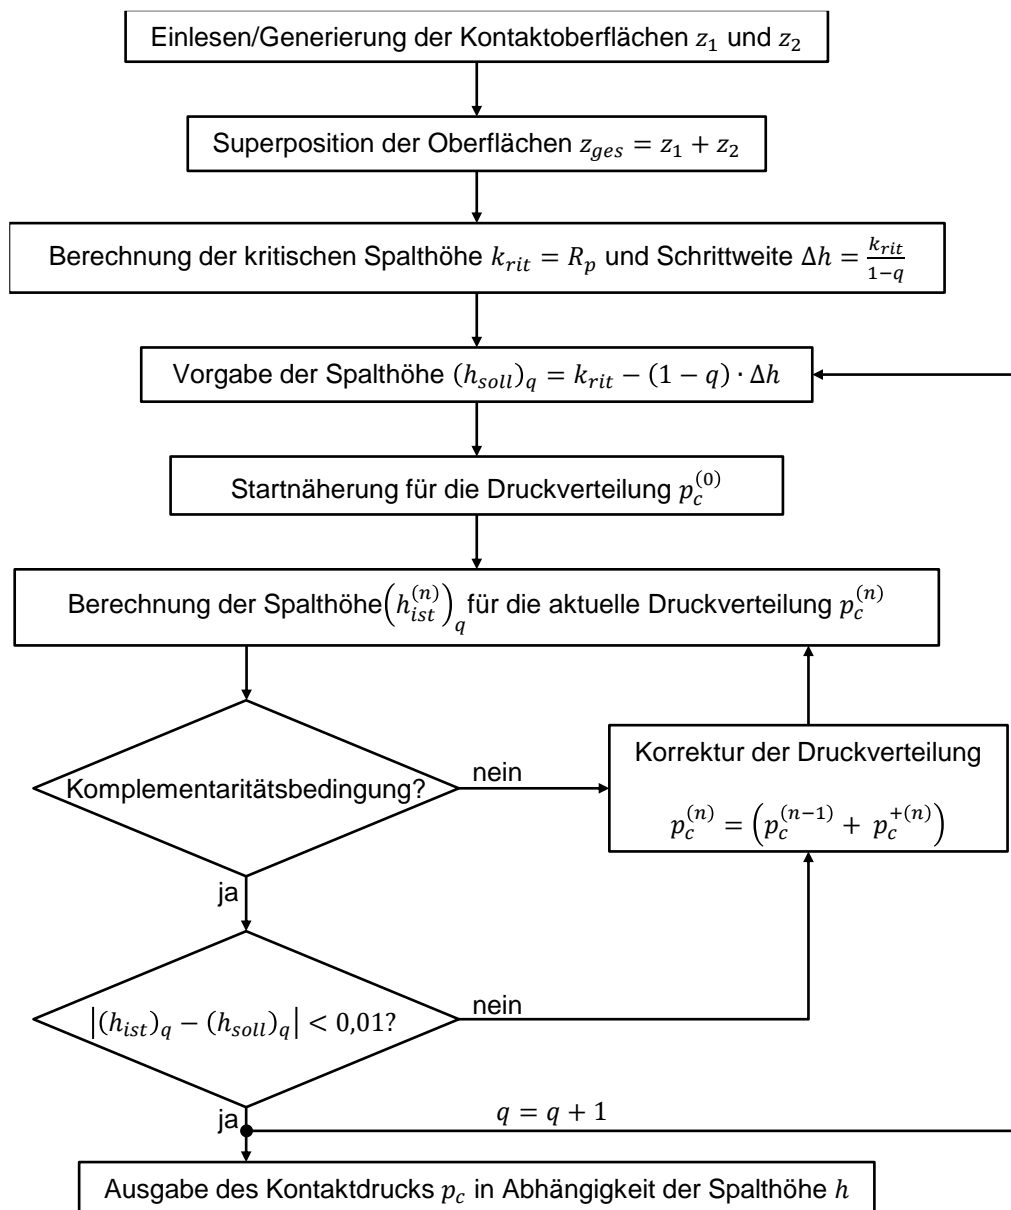 Einlesen/Generierung der Kontaktoberflächen z₁ und z₂
Superposition der Oberflächen z_ges = z₁ + z₂
Berechnung der kritischen Spalthöhe k_rit = R_p und Schrittweite Δh = k_rit/(1−q)
Vorgabe der Spalthöhe (h_soll)_q = k_rit − (1 − q) · Δh
Startnäherung für die Druckverteilung p_c^(0)
Berechnung der Spalthöhe (h_ist^(n))_q für die aktuelle Druckverteilung p_c^(n)
Komplementaritätsbedingung?
nein
Korrektur der Druckverteilung
p_c^(n) = (p_c^(n−1) + p_c^+(n))
ja
|(h_ist)_q − (h_soll)_q| < 0,01?
nein
ja
q = q + 1
Ausgabe des Kontaktdrucks p_c in Abhängigkeit der Spalthöhe h